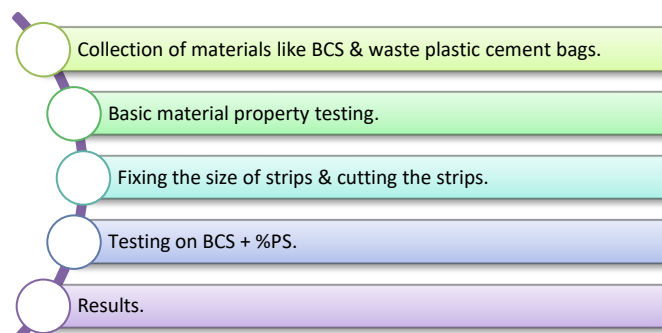 Collection of materials like BCS & waste plastic cement bags.
Basic material property testing.
Fixing the size of strips & cutting the strips.
Testing on BCS + %PS.
Results.